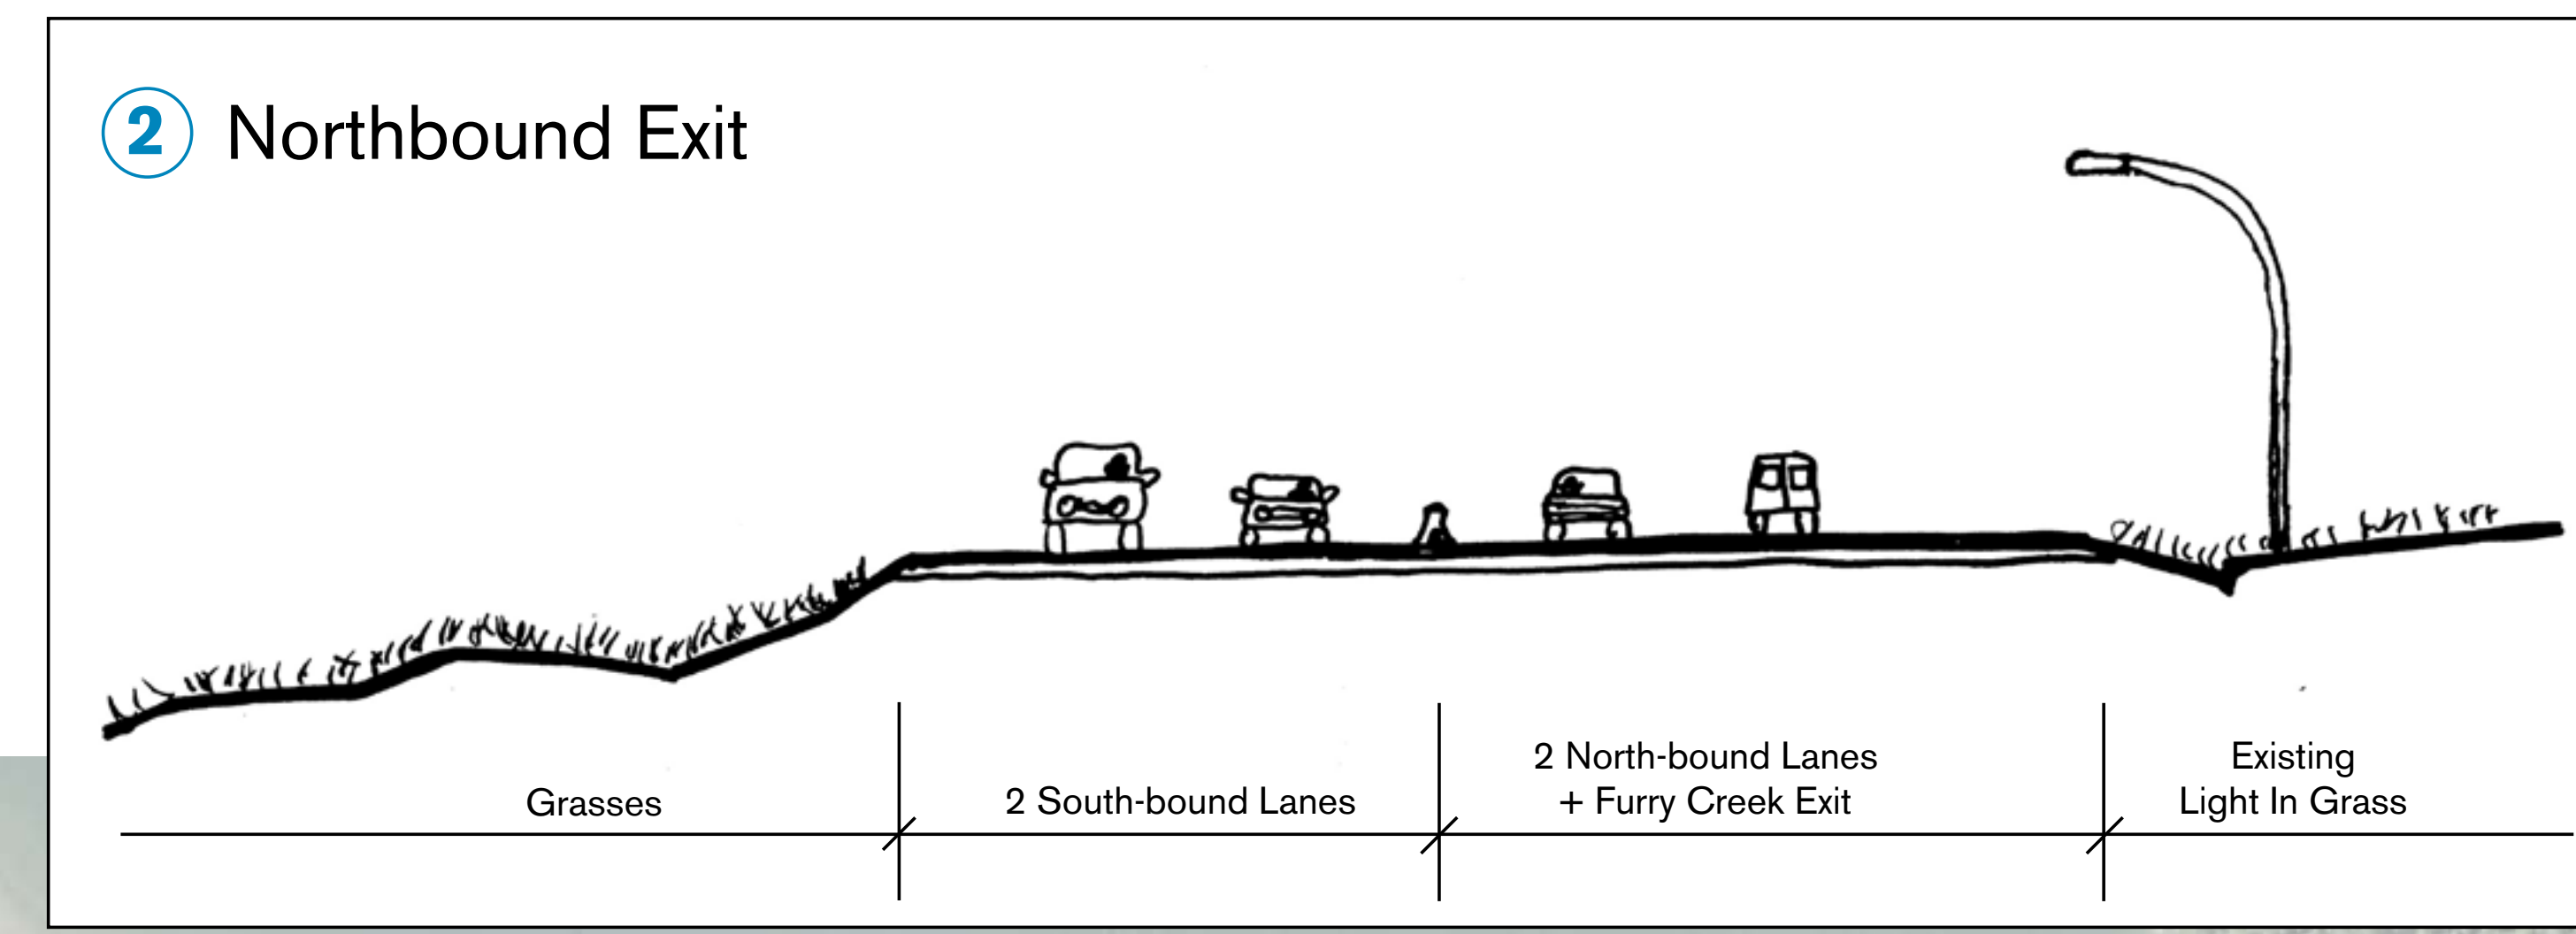 2 Northbound Exit
Grasses
2 South-bound Lanes
2 North-bound Lanes
+ Furry Creek Exit
Existing
Light In Grass